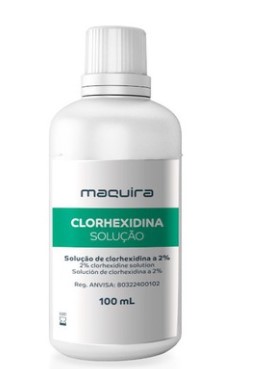 maquira
CLORHEXIDINA
SOLUÇÃO
Solução de clorhexidina a 2%
2% clorhexidine solution
Solución de clorhexidina a 2%
Reg. ANVISA: 80322400102
100 mL